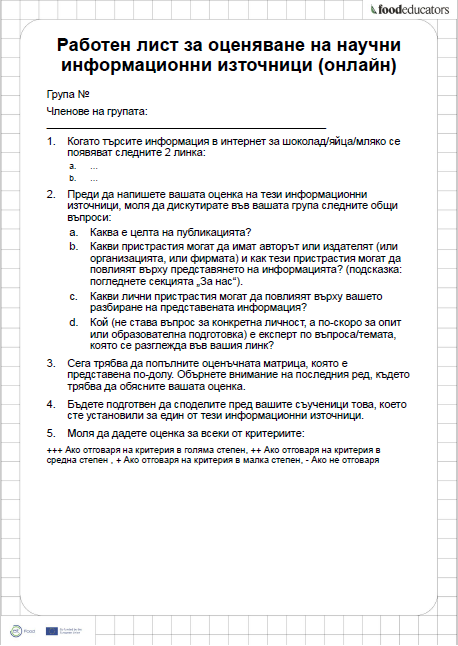 foodeducators
Работен лист за оценяване на научни
информационни източници (онлайн)
Група №
Членове на групата:
1. Когато търсите информация в интернет за шоколад/яйца/мляко се
появяват следните 2 линка:
a. ...
b. ...
2. Преди да напишете вашата оценка на тези информационни
източници, моля да дискутирате във вашата група следните общи
въпроси:
a. Каква е целта на публикацията?
b. Какви пристрастия могат да имат авторът или издателят (или
организацията, или фирмата) и как тези пристрастия могат да
повлияят върху представянето на информацията? (подсказка:
погледнете секцията „За нас“).
c. Какви лични пристрастия могат да повлияят върху вашето
разбиране на представената информация?
d. Кой (не става въпрос за конкретна личност, а по-скоро за опит
или образователна подготовка) е експерт по въпроса/темата,
която се разглежда във вашия линк?
3. Сега трябва да попълните оценъчната матрица, която е
представена по-долу. Обърнете внимание на последния ред, където
трябва да обясните вашата оценка.
4. Бъдете подготвен да споделите пред вашите съученици това, което
сте установили за един от тези информационни източници.
5. Моля да дадете оценка за всеки от критериите:
+++ Ако отговаря на критерия в голяма степен, ++ Ако отговаря на критерия в
средна степен , + Ако отговаря на критерия в малка степен, - Ако не отговаря
Food
Co-funded by the
European Union